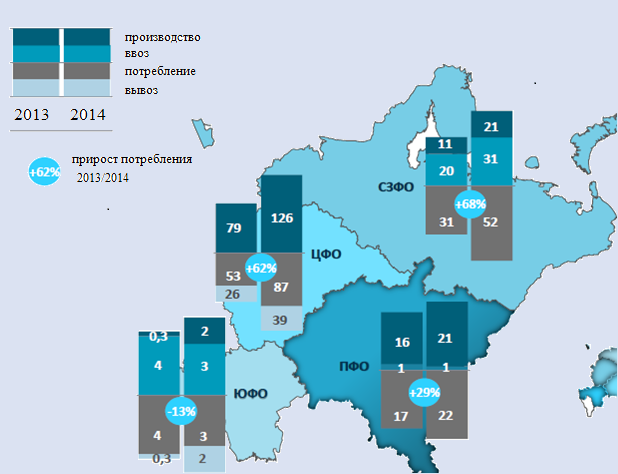 производство
ввоз
потребление
вывоз
2013 2014
+62% прирост потребления
2013/2014
СЗФО
11 21
20 31
+68%
31 52
ЦФО
79 126
+62%
53 87
26 39
ПФО
16 21
1 1
+29%
17 22
ЮФО
0,3 2
4 3
-13%
4 3
0,3 2